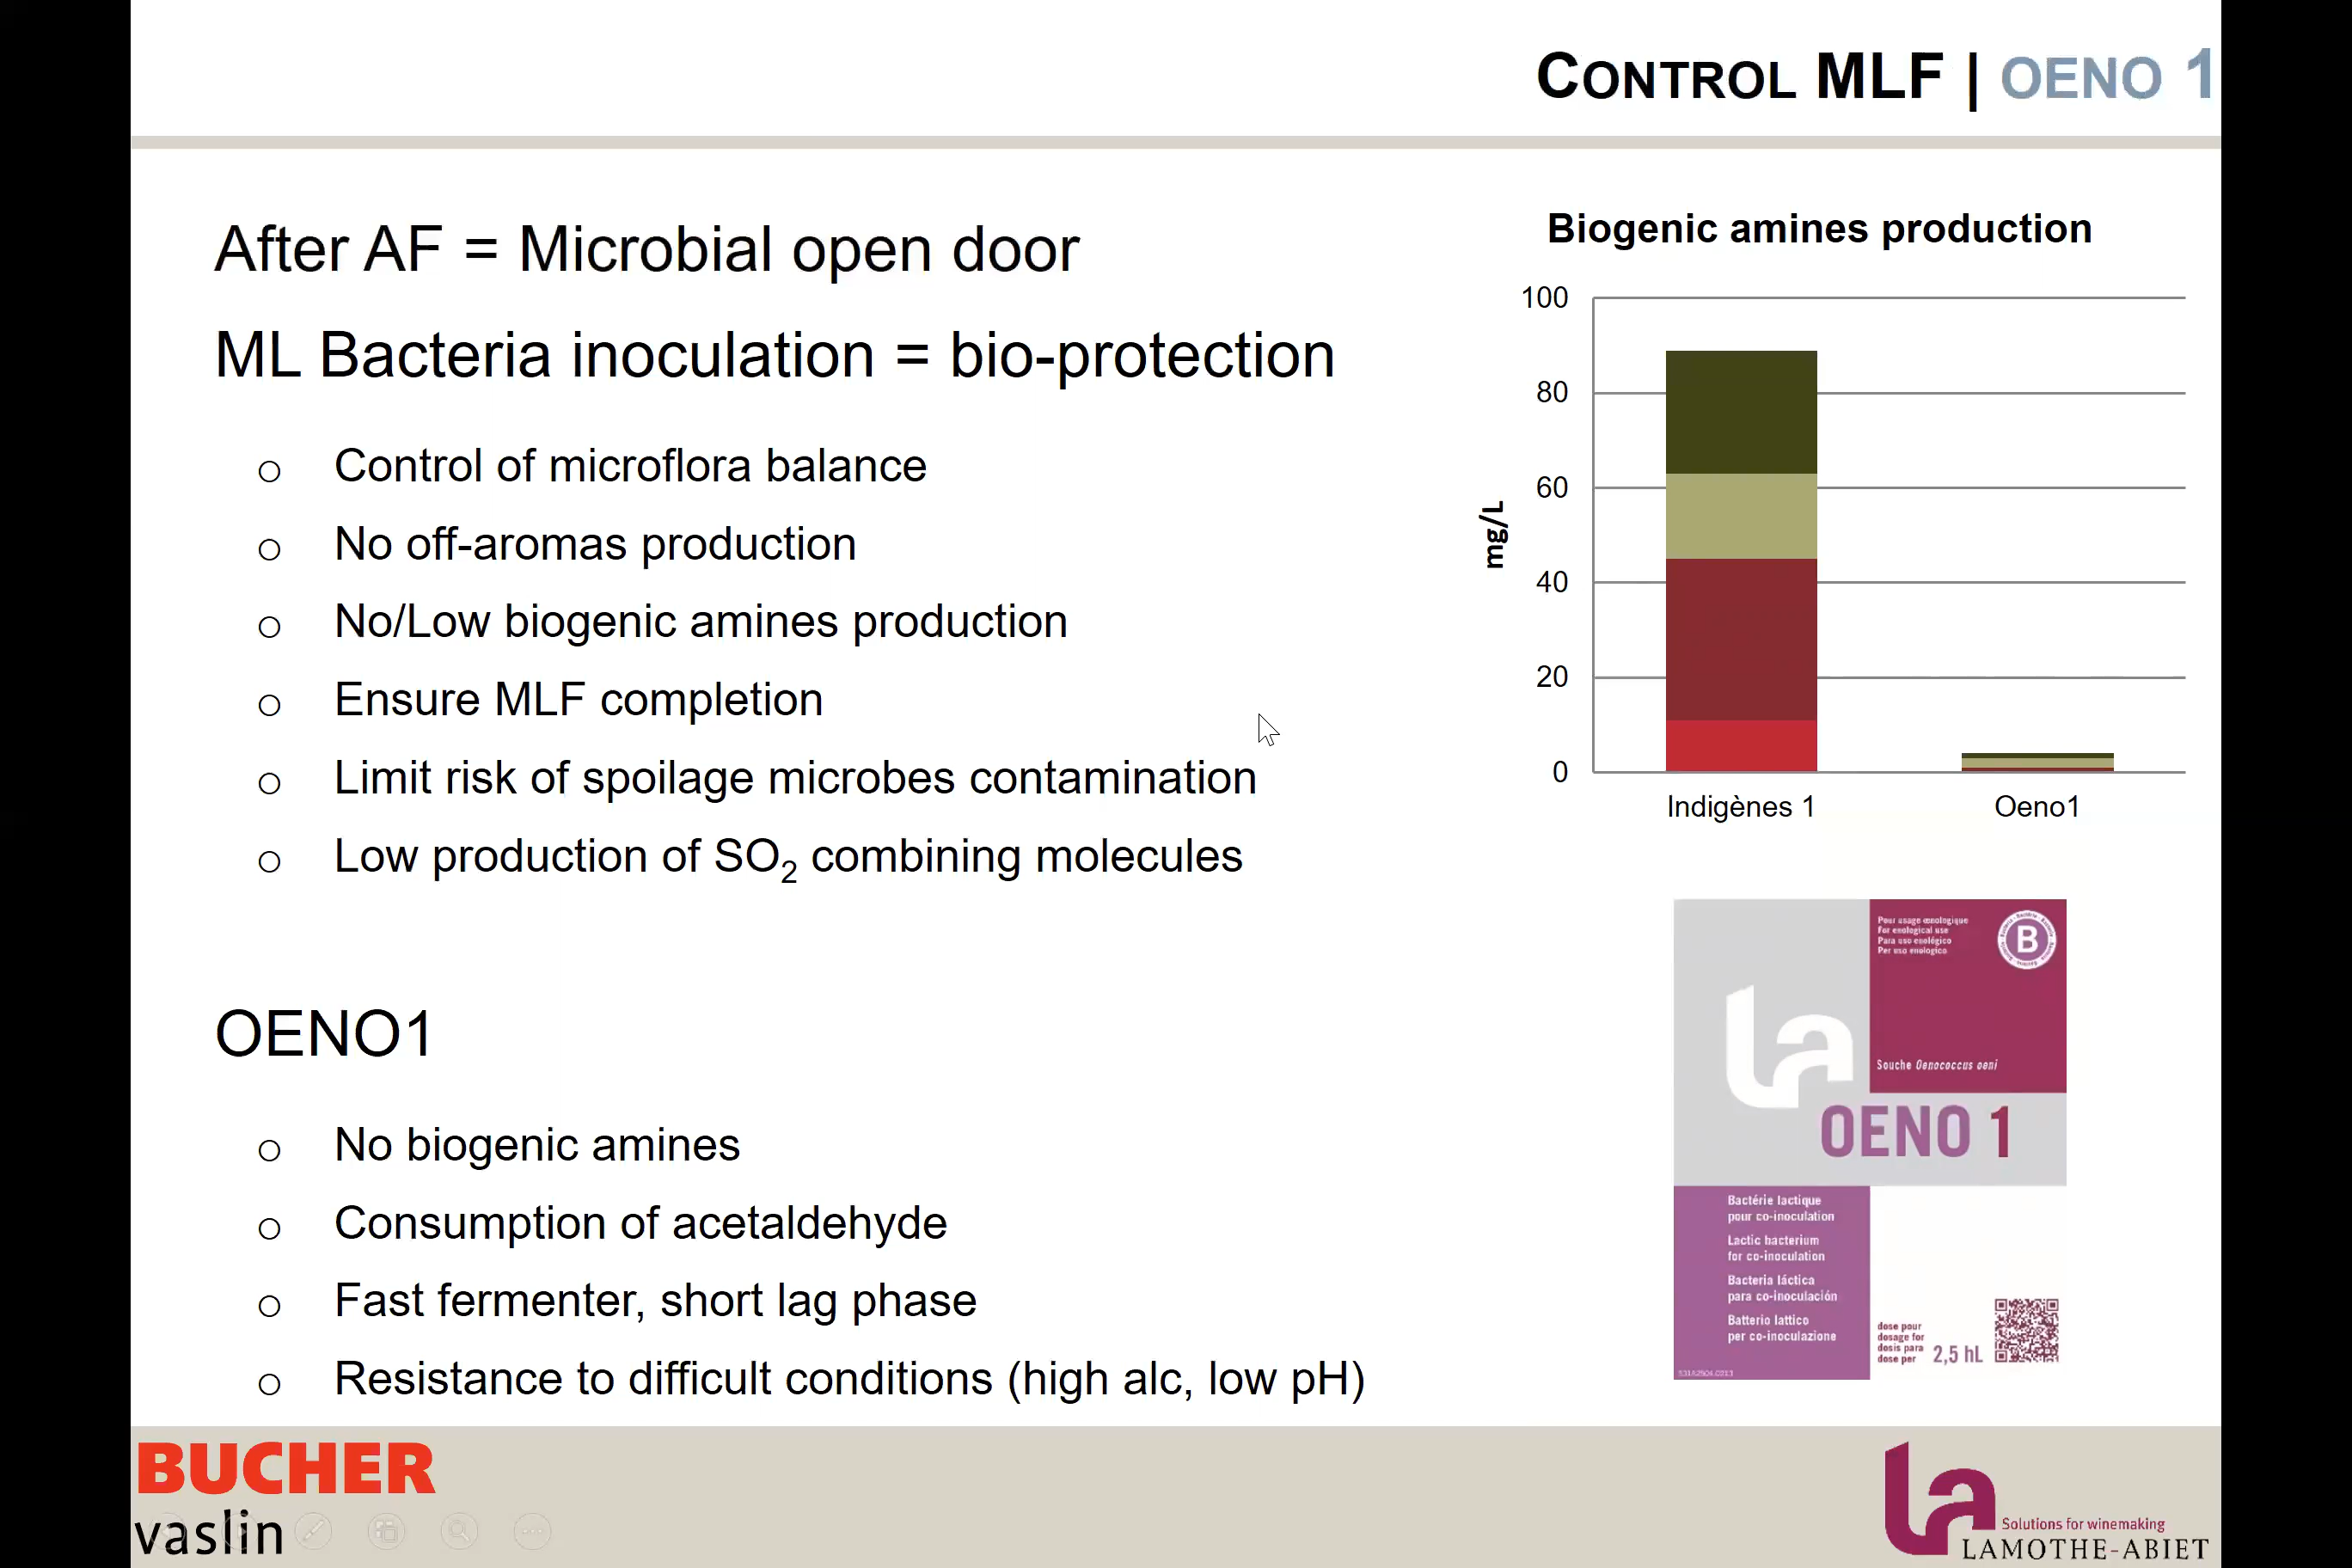 CONTROL MLF | OENO 1
After AF = Microbial open door
ML Bacteria inoculation = bio-protection
o Control of microflora balance
o No off-aromas production
o No/Low biogenic amines production
o Ensure MLF completion
o Limit risk of spoilage microbes contamination
o Low production of SO2 combining molecules
OENO1
o No biogenic amines
o Consumption of acetaldehyde
o Fast fermenter, short lag phase
o Resistance to difficult conditions (high alc, low pH)
Biogenic amines production
mg/L
100
80
60
40
20
0
Indigènes 1
Oeno1
Pour usage œnologique
For enological use
Para uso enológico
Per uso enologico
B
la
Souche Oenococcus oeni
OENO 1
Bactérie lactique
pour co-inoculation
Lactic bacterium
for co-inoculation
Bacteria láctica
para co-inoculación
Batterio lattico
per co-inoculazione
dose pour
dosage for
dosis para
dose per
2,5 hL
BUCHER
vaslin
la
Solutions for winemaking
LAMOTHE-ABIET